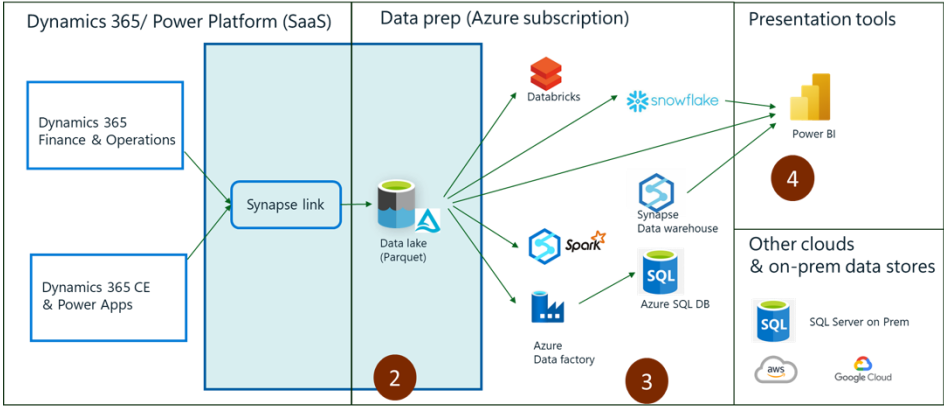 Dynamics 365/ Power Platform (SaaS)
Data prep (Azure subscription)
Presentation tools
Dynamics 365
Finance & Operations
Dynamics 365 CE
& Power Apps
Synapse link
Data lake
(Parquet)
Databricks
snowflake
Synapse
Data warehouse
Spark
SQL
Azure SQL DB
Azure
Data factory
2
3
Power BI
4
Other clouds
& on-prem data stores
SQL
SQL Server on Prem
aws
Google Cloud